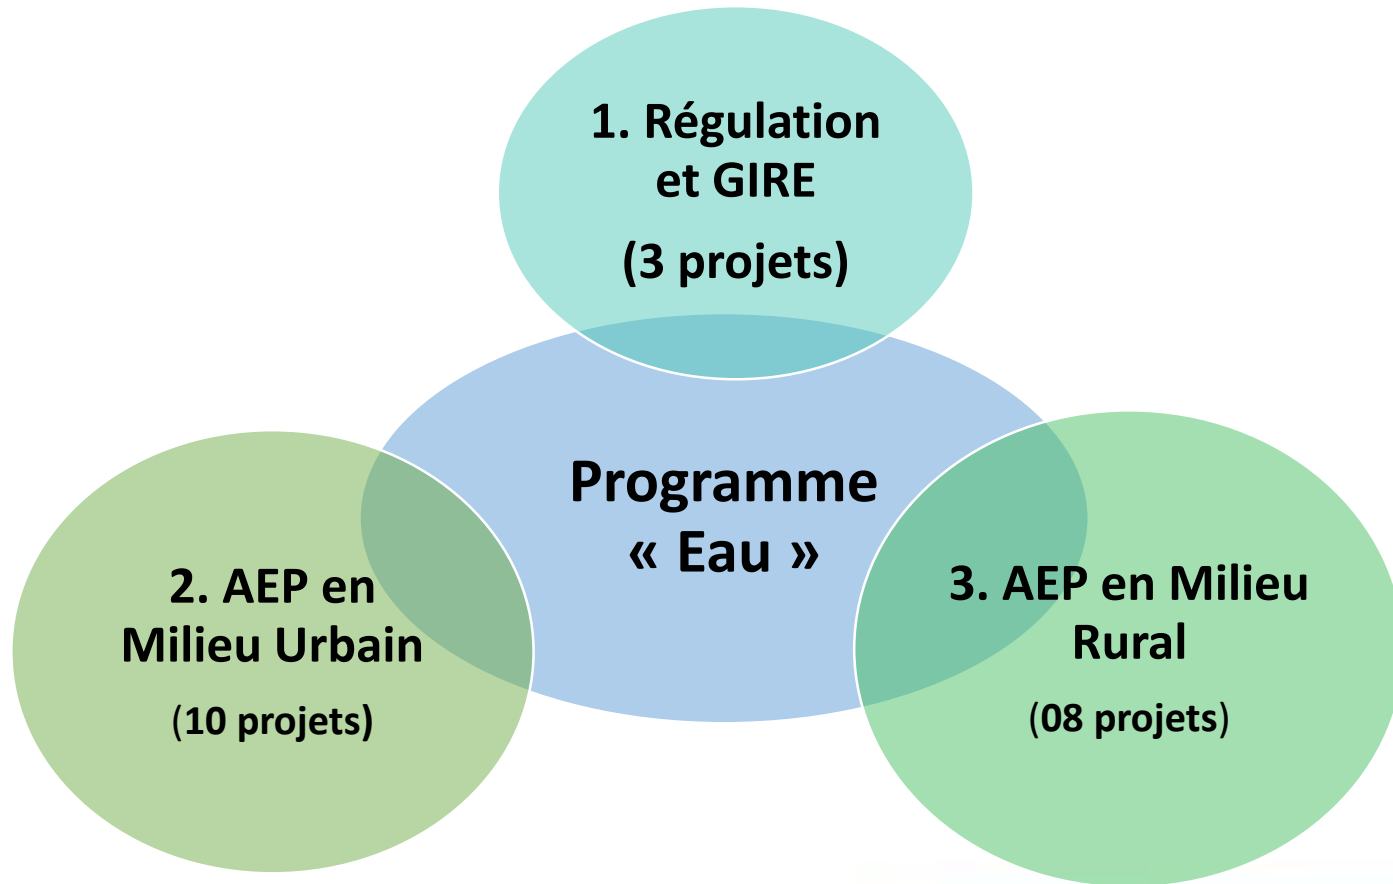 1. Régulation
et GIRE
(3 projets)
Programme
« Eau »
2. AEP en
Milieu Urbain
(10 projets)
3. AEP en Milieu
Rural
(08 projets)